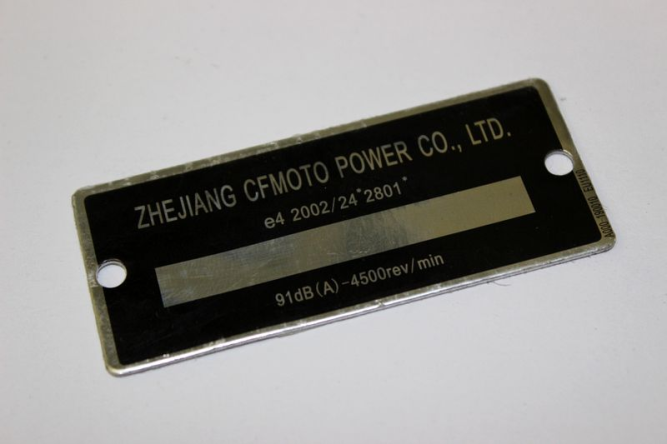 ZHEJIANG CFMOTO POWER CO., LTD.
e4 2002/24*2801*
91dB(A)-4500rev/min